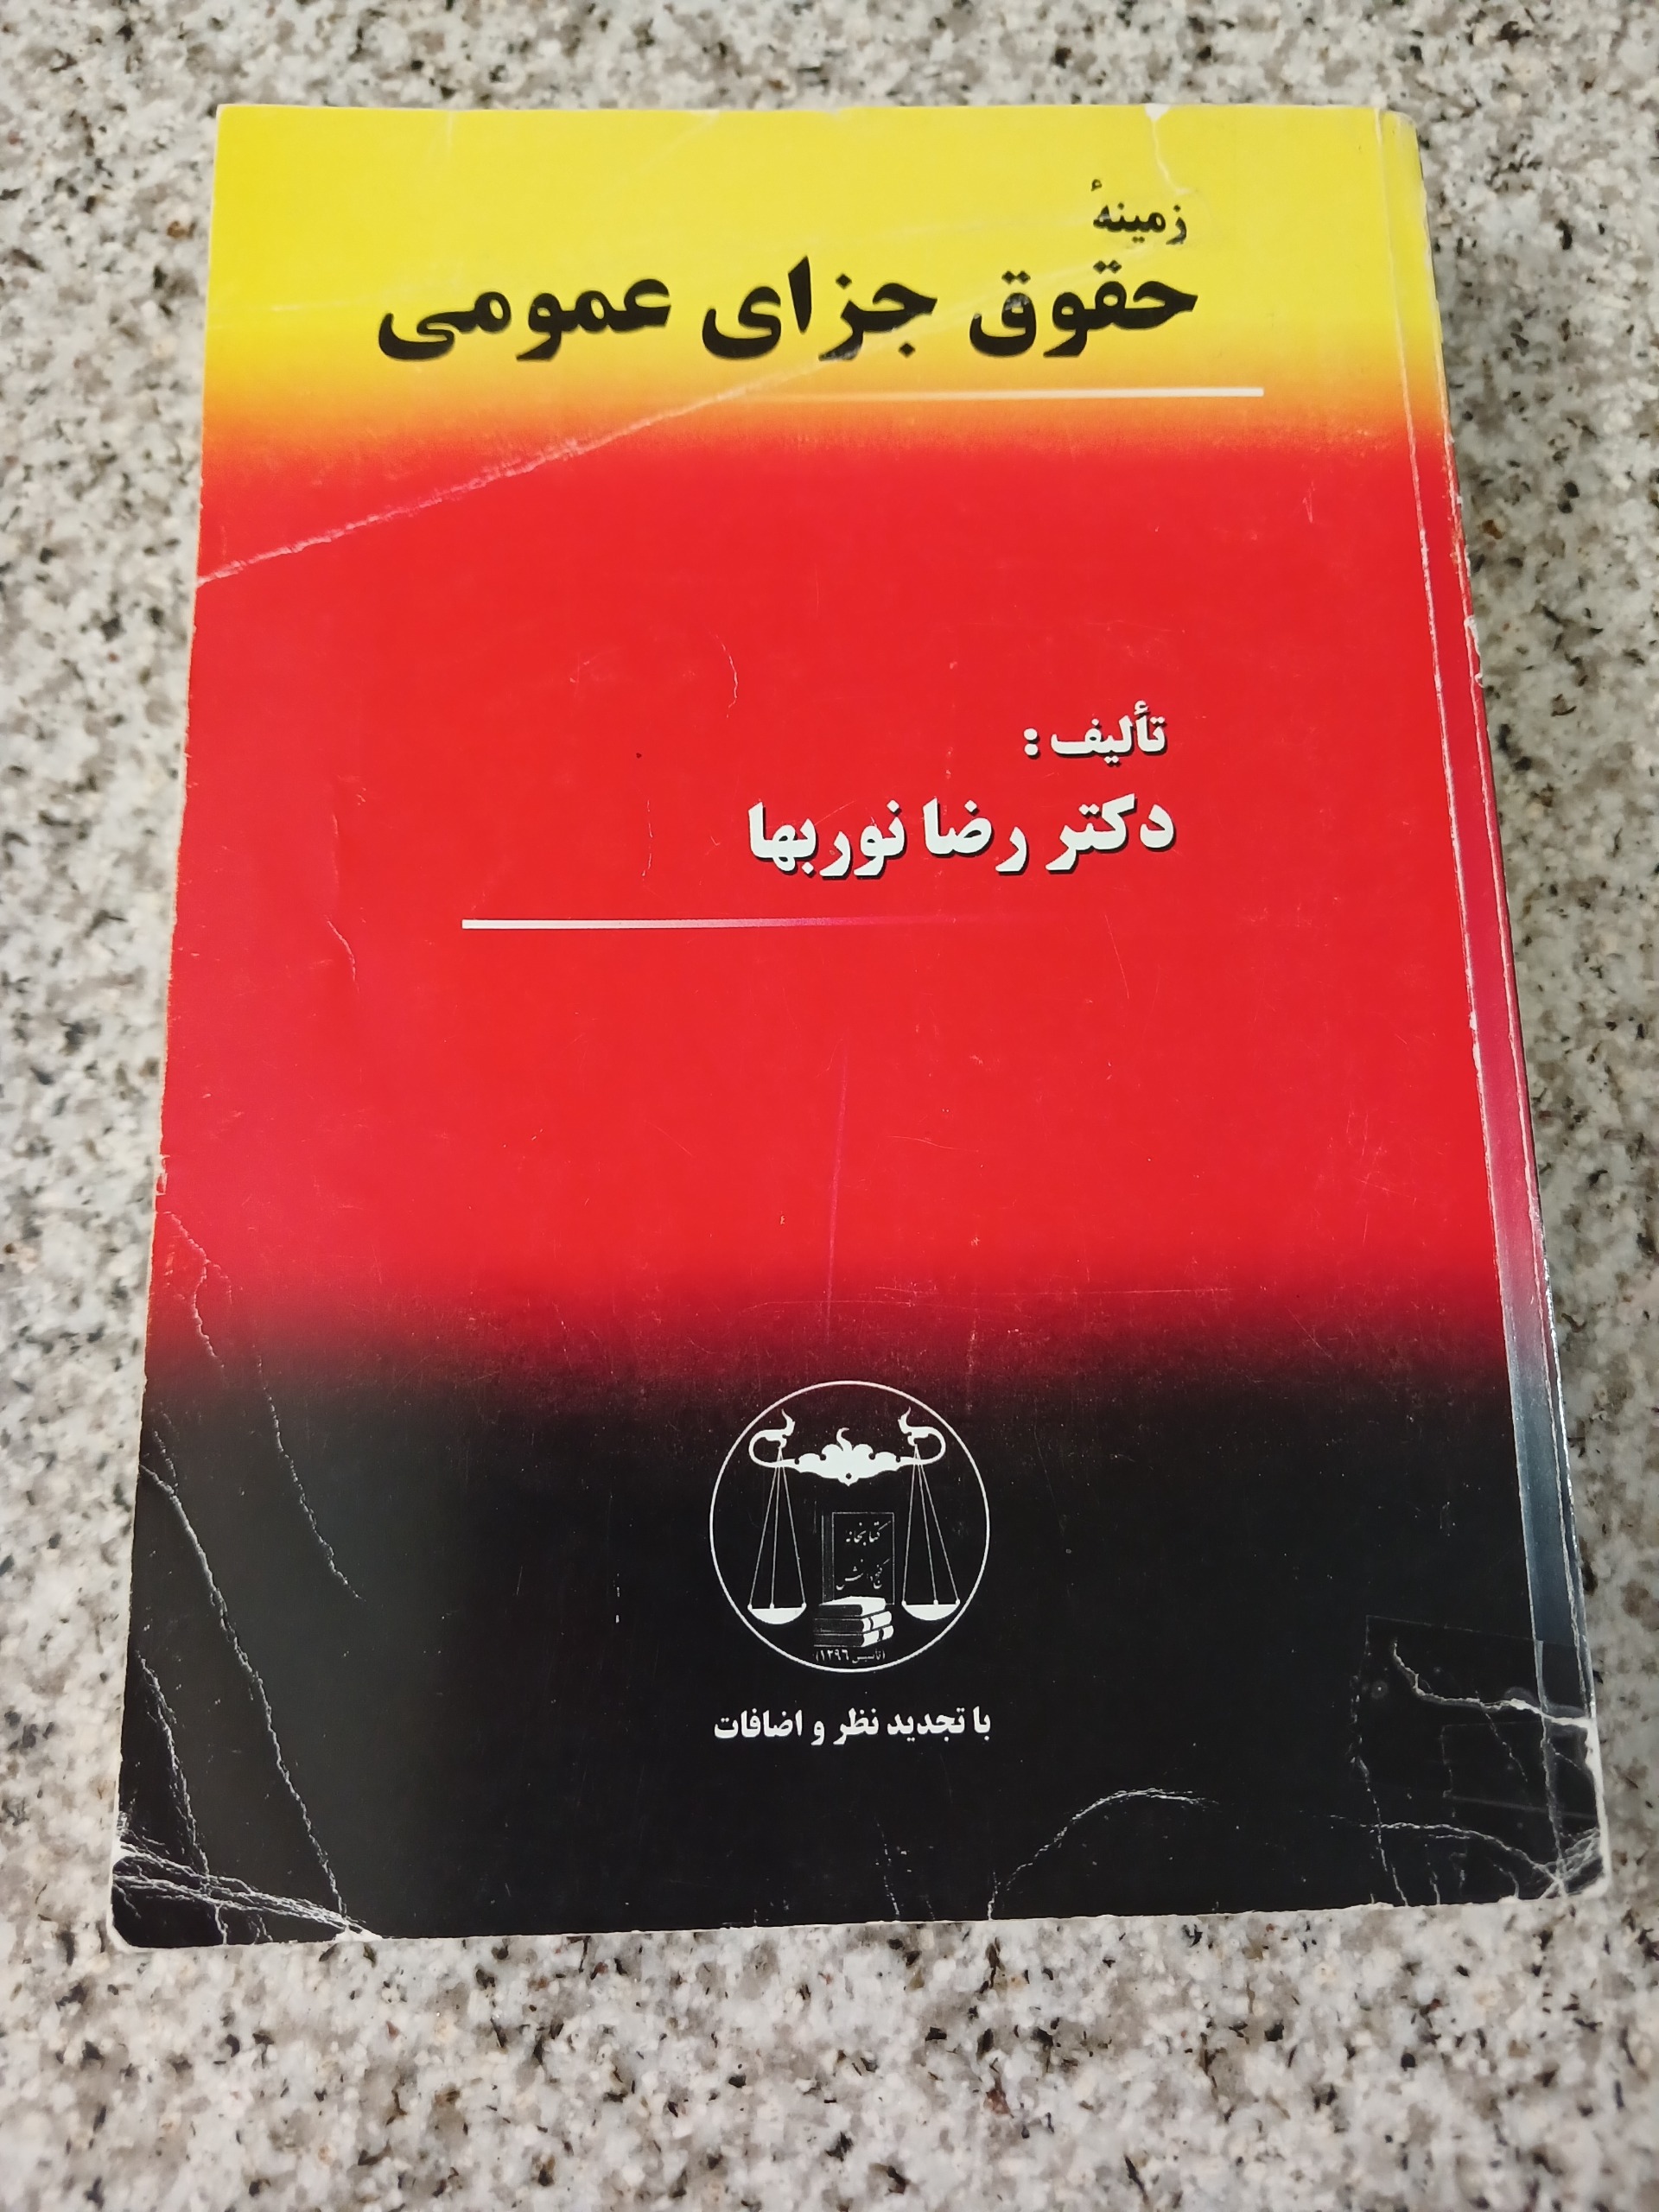 زمینهٔ
حقوق جزای عمومی
تألیف :
دکتر رضا نوربها
کتابخانه
گنج دانش
(تأسیس ۱۲۹۶)
با تجدید نظر و اضافات